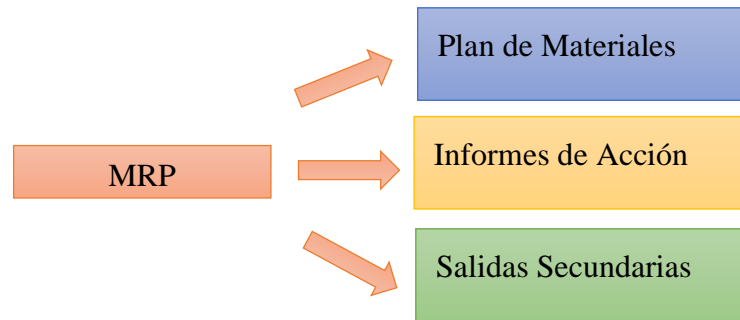 Plan de Materiales
MRP
Informes de Acción
Salidas Secundarias